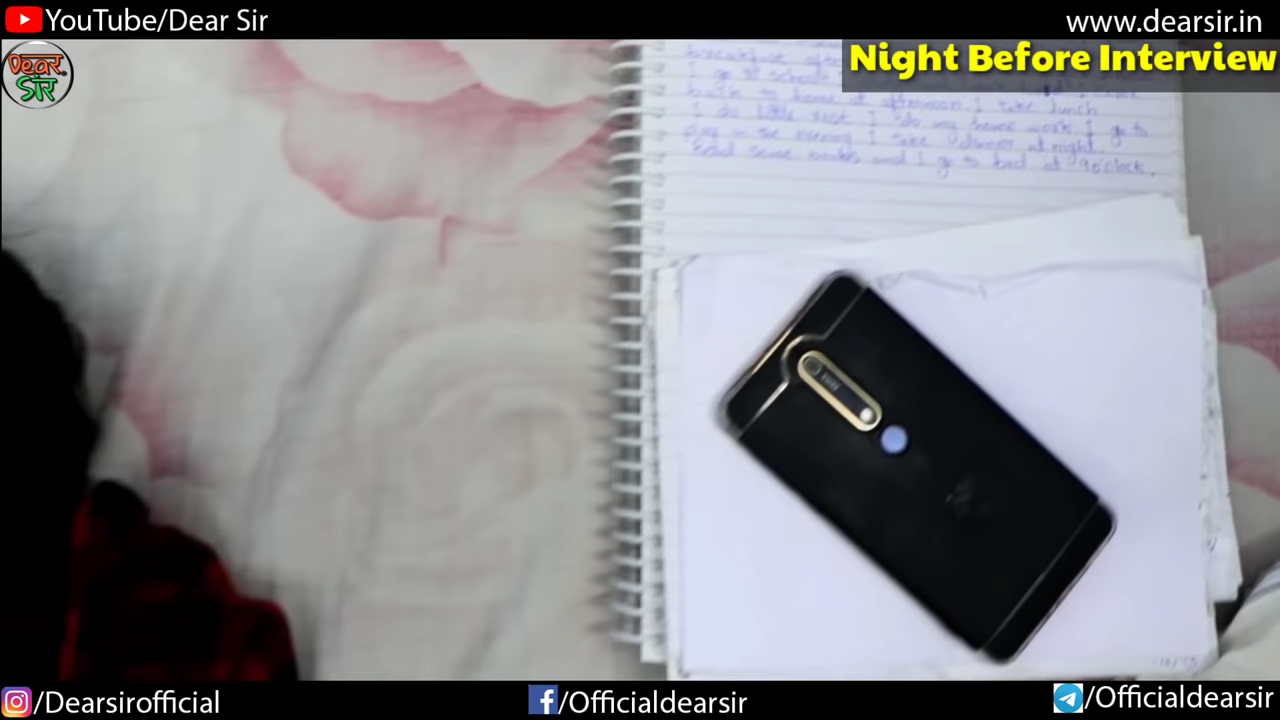 YouTube/Dear Sir
www.dearsir.in
Dear
Sir
Night Before Interview
I go
back to home at afternoon. I take lunch
I do little rest I do my home work I go to
play in the evening I take dinner at night.
Read some and I go to bed at 9 o'clock.
/Dearsirofficial
/Officialdearsir
/Officialdearsir